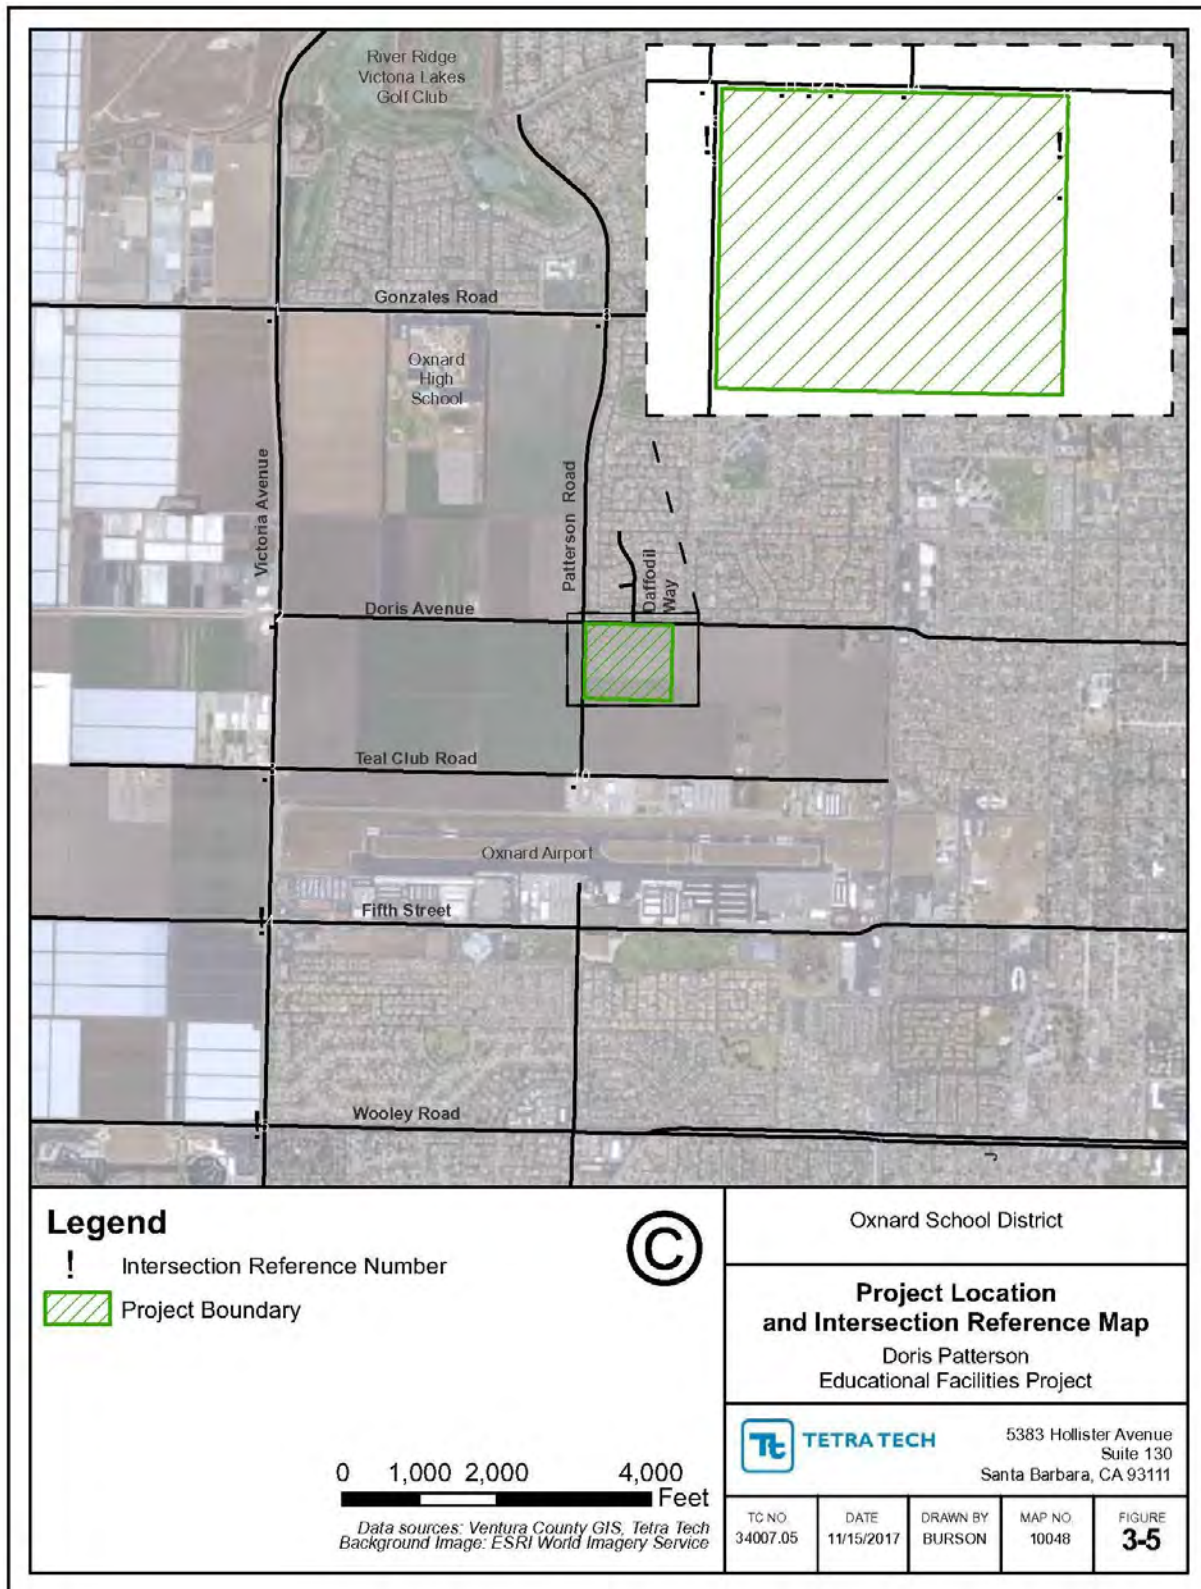 River Ridge
Victoria Lakes
Golf Club
Gonzales Road
8
Oxnard
High
School
Victoria Avenue
Patterson Road
Daffodil
Way
Doris Avenue
2
Teal Club Road
10
Oxnard Airport
Fifth Street
Wooley Road
Legend
! Intersection Reference Number
Project Boundary
©
0 1,000 2,000 4,000
Feet
Data sources: Ventura County GIS, Tetra Tech
Background Image: ESRI World Imagery Service
Oxnard School District
Project Location
and Intersection Reference Map
Doris Patterson
Educational Facilities Project
Tt TETRA TECH
5383 Hollister Avenue
Suite 130
Santa Barbara, CA 93111
TC NO.
34007.05
DATE
11/15/2017
DRAWN BY
BURSON
MAP NO.
10048
FIGURE
3-5